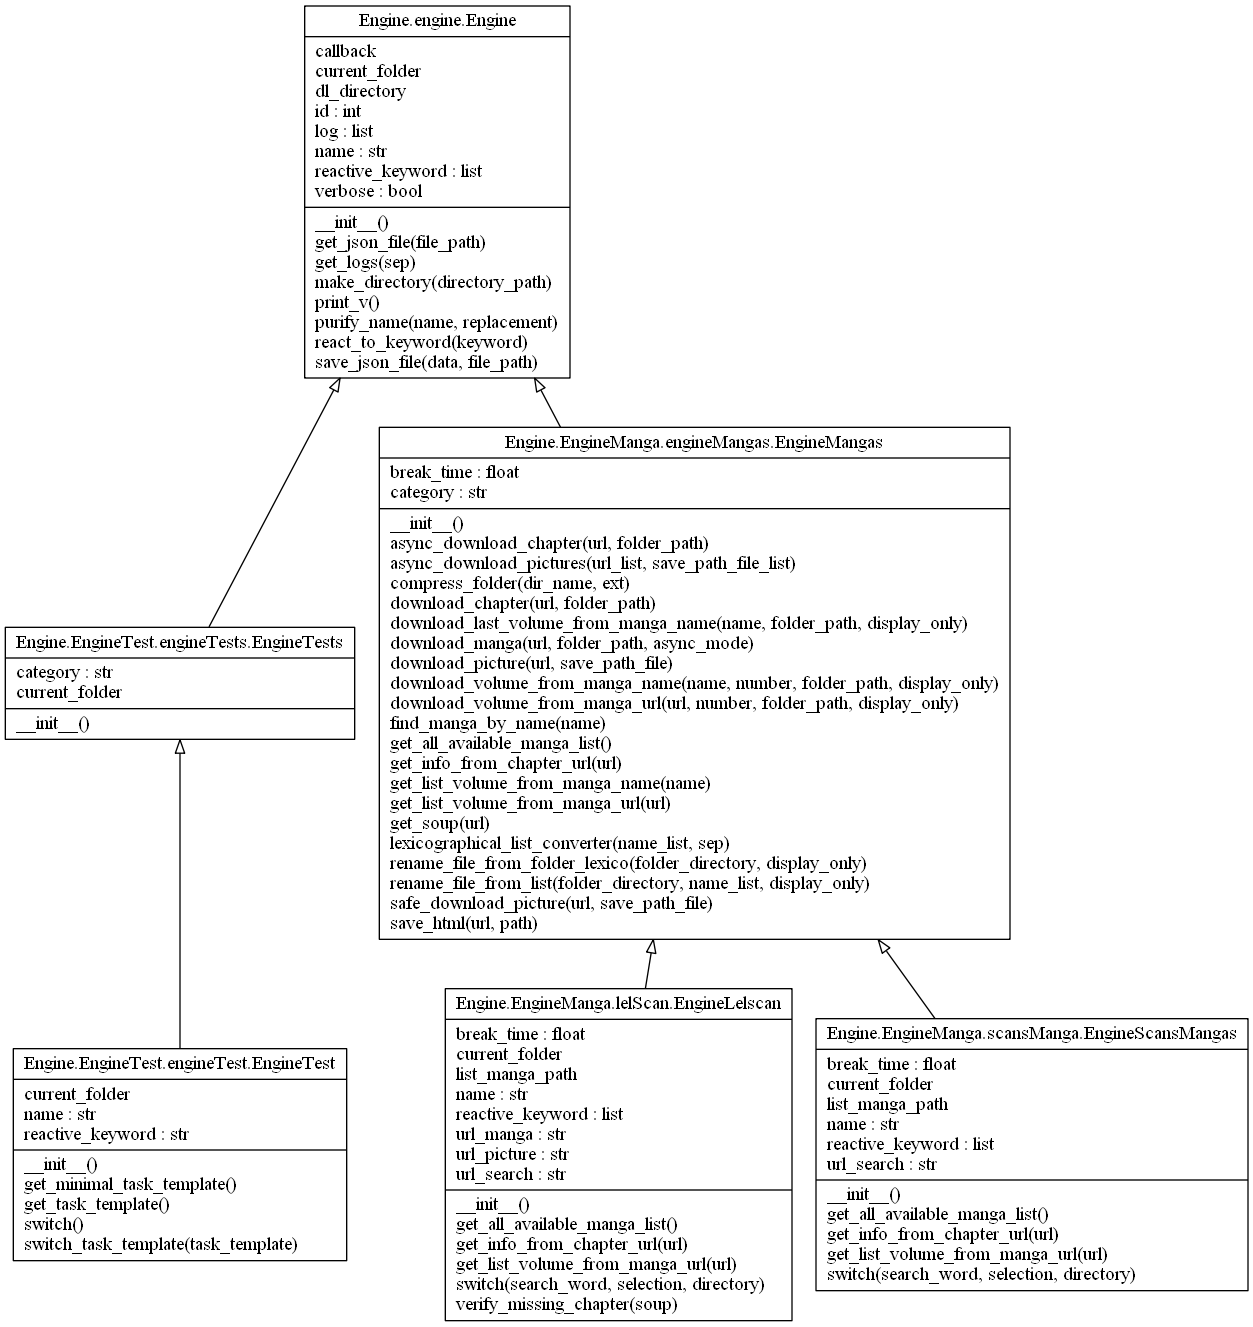 Engine.engine.Engine
callback
current_folder
dl_directory
id : int
log : list
name : str
reactive_keyword : list
verbose : bool
__init__()
get_json_file(file_path)
get_logs(sep)
make_directory(directory_path)
print_v()
purify_name(name, replacement)
react_to_keyword(keyword)
save_json_file(data, file_path)
Engine.EngineManga.engineMangas.EngineMangas
break_time : float
category : str
__init__()
async_download_chapter(url, folder_path)
async_download_pictures(url_list, save_path_file_list)
compress_folder(dir_name, ext)
download_chapter(url, folder_path)
download_last_volume_from_manga_name(name, folder_path, display_only)
download_manga(url, folder_path, async_mode)
download_picture(url, save_path_file)
download_volume_from_manga_name(name, number, folder_path, display_only)
download_volume_from_manga_url(url, number, folder_path, display_only)
find_manga_by_name(name)
get_all_available_manga_list()
get_info_from_chapter_url(url)
get_list_volume_from_manga_name(name)
get_list_volume_from_manga_url(url)
get_soup(url)
lexicographical_list_converter(name_list, sep)
rename_file_from_folder_lexico(folder_directory, display_only)
rename_file_from_list(folder_directory, name_list, display_only)
safe_download_picture(url, save_path_file)
save_html(url, path)
Engine.EngineTest.engineTests.EngineTests
category : str
current_folder
__init__()
Engine.EngineTest.engineTest.EngineTest
current_folder
name : str
reactive_keyword : str
__init__()
get_minimal_task_template()
get_task_template()
switch()
switch_task_template(task_template)
Engine.EngineManga.lelScan.EngineLelscan
break_time : float
current_folder
list_manga_path
name : str
reactive_keyword : list
url_manga : str
url_picture : str
url_search : str
__init__()
get_all_available_manga_list()
get_info_from_chapter_url(url)
get_list_volume_from_manga_url(url)
switch(search_word, selection, directory)
verify_missing_chapter(soup)
Engine.EngineManga.scansManga.EngineScansMangas
break_time : float
current_folder
list_manga_path
name : str
reactive_keyword : list
url_search : str
__init__()
get_all_available_manga_list()
get_info_from_chapter_url(url)
get_list_volume_from_manga_url(url)
switch(search_word, selection, directory)